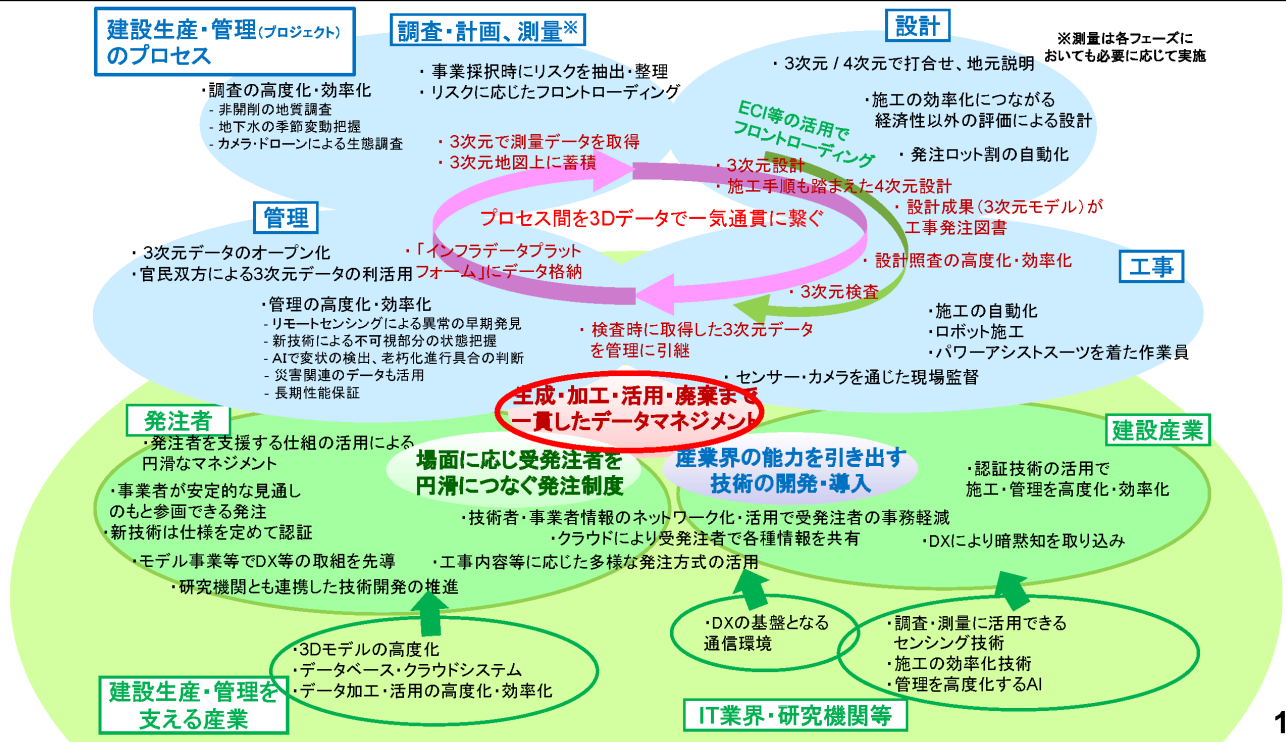 建設生産・管理(プロジェクト)
のプロセス
調査・計画、測量※
設計
※測量は各フェーズに
おいても必要に応じて実施
・調査の高度化・効率化
- 非開削の地質調査
- 地下水の季節変動把握
- カメラ・ドローンによる生態調査
・事業採択時にリスクを抽出・整理
・リスクに応じたフロントローディング
・3次元で測量データを取得
・3次元地図上に蓄積
・3次元 / 4次元で打合せ、地元説明
・施工の効率化につながる
経済性以外の評価による設計
・発注ロット割の自動化
ECI等の活用で
フロントローディング
・3次元設計
・施工手順も踏まえた4次元設計
・設計成果(3次元モデル)が
工事発注図書
プロセス間を3Dデータで一気通貫に繋ぐ
管理
・3次元データのオープン化
・官民双方による3次元データの利活用
・「インフラデータプラット
フォーム」にデータ格納
・管理の高度化・効率化
- リモートセンシングによる異常の早期発見
- 新技術による不可視部分の状態把握
- AIで変状の検出、老朽化進行具合の判断
- 災害関連のデータも活用
- 長期性能保証
・設計照査の高度化・効率化
工事
・3次元検査
・検査時に取得した3次元データ
を管理に引継
・施工の自動化
・ロボット施工
・パワーアシストスーツを着た作業員
・センサー・カメラを通じた現場監督
生成・加工・活用・廃棄まで
一貫したデータマネジメント
発注者
・発注者を支援する仕組の活用による
円滑なマネジメント
・事業者が安定的な見通し
のもと参画できる発注
・新技術は仕様を定めて認証
・モデル事業等でDX等の取組を先導
・研究機関とも連携した技術開発の推進
場面に応じ受発注者を
円滑につなぐ発注制度
産業界の能力を引き出す
技術の開発・導入
建設産業
・認証技術の活用で
施工・管理を高度化・効率化
・技術者・事業者情報のネットワーク化・活用で受発注者の事務軽減
・クラウドにより受発注者で各種情報を共有
・DXにより暗黙知を取り込み
・工事内容等に応じた多様な発注方式の活用
・3Dモデルの高度化
・データベース・クラウドシステム
・データ加工・活用の高度化・効率化
建設生産・管理を
支える産業
・DXの基盤となる
通信環境
・調査・測量に活用できる
センシング技術
・施工の効率化技術
・管理を高度化するAI
IT業界・研究機関等
1